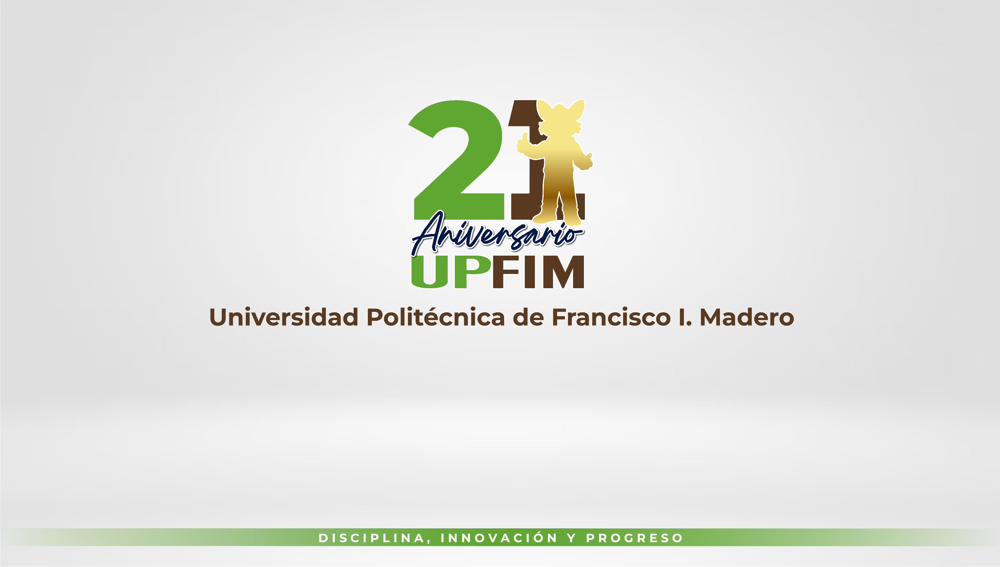 21
Aniversario
UPFIM
Universidad Politécnica de Francisco I. Madero
DISCIPLINA, INNOVACIÓN Y PROGRESO